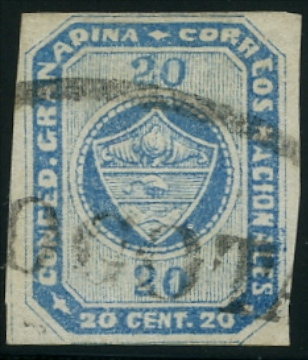 CONFED. GRANADINA
CORREOS NACIONALES
20
20
20 CENT. 20